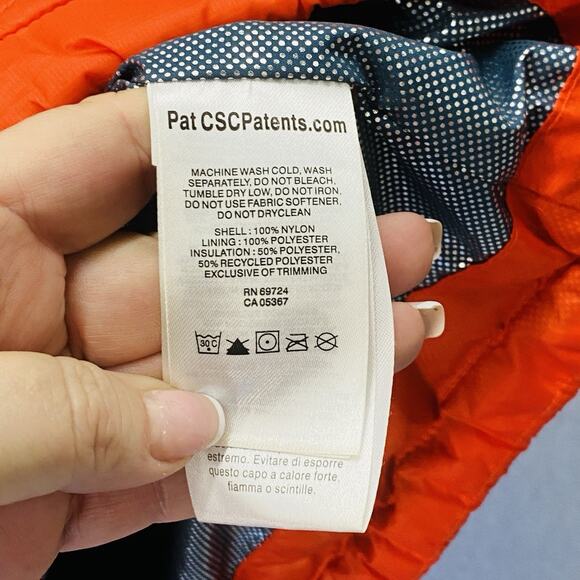 Pat CSCPatents.com
MACHINE WASH COLD, WASH
SEPARATELY, DO NOT BLEACH,
TUMBLE DRY LOW, DO NOT IRON.
DO NOT USE FABRIC SOFTENER,
DO NOT DRYCLEAN
SHELL : 100% NYLON
LINING : 100% POLYESTER
INSULATION : 50% POLYESTER,
50% RECYCLED POLYESTER
EXCLUSIVE OF TRIMMING
RN 69724
CA 05367
30 C
estremo. Evitare di esporre
questo capo a calore forte,
fiamma o scintille.